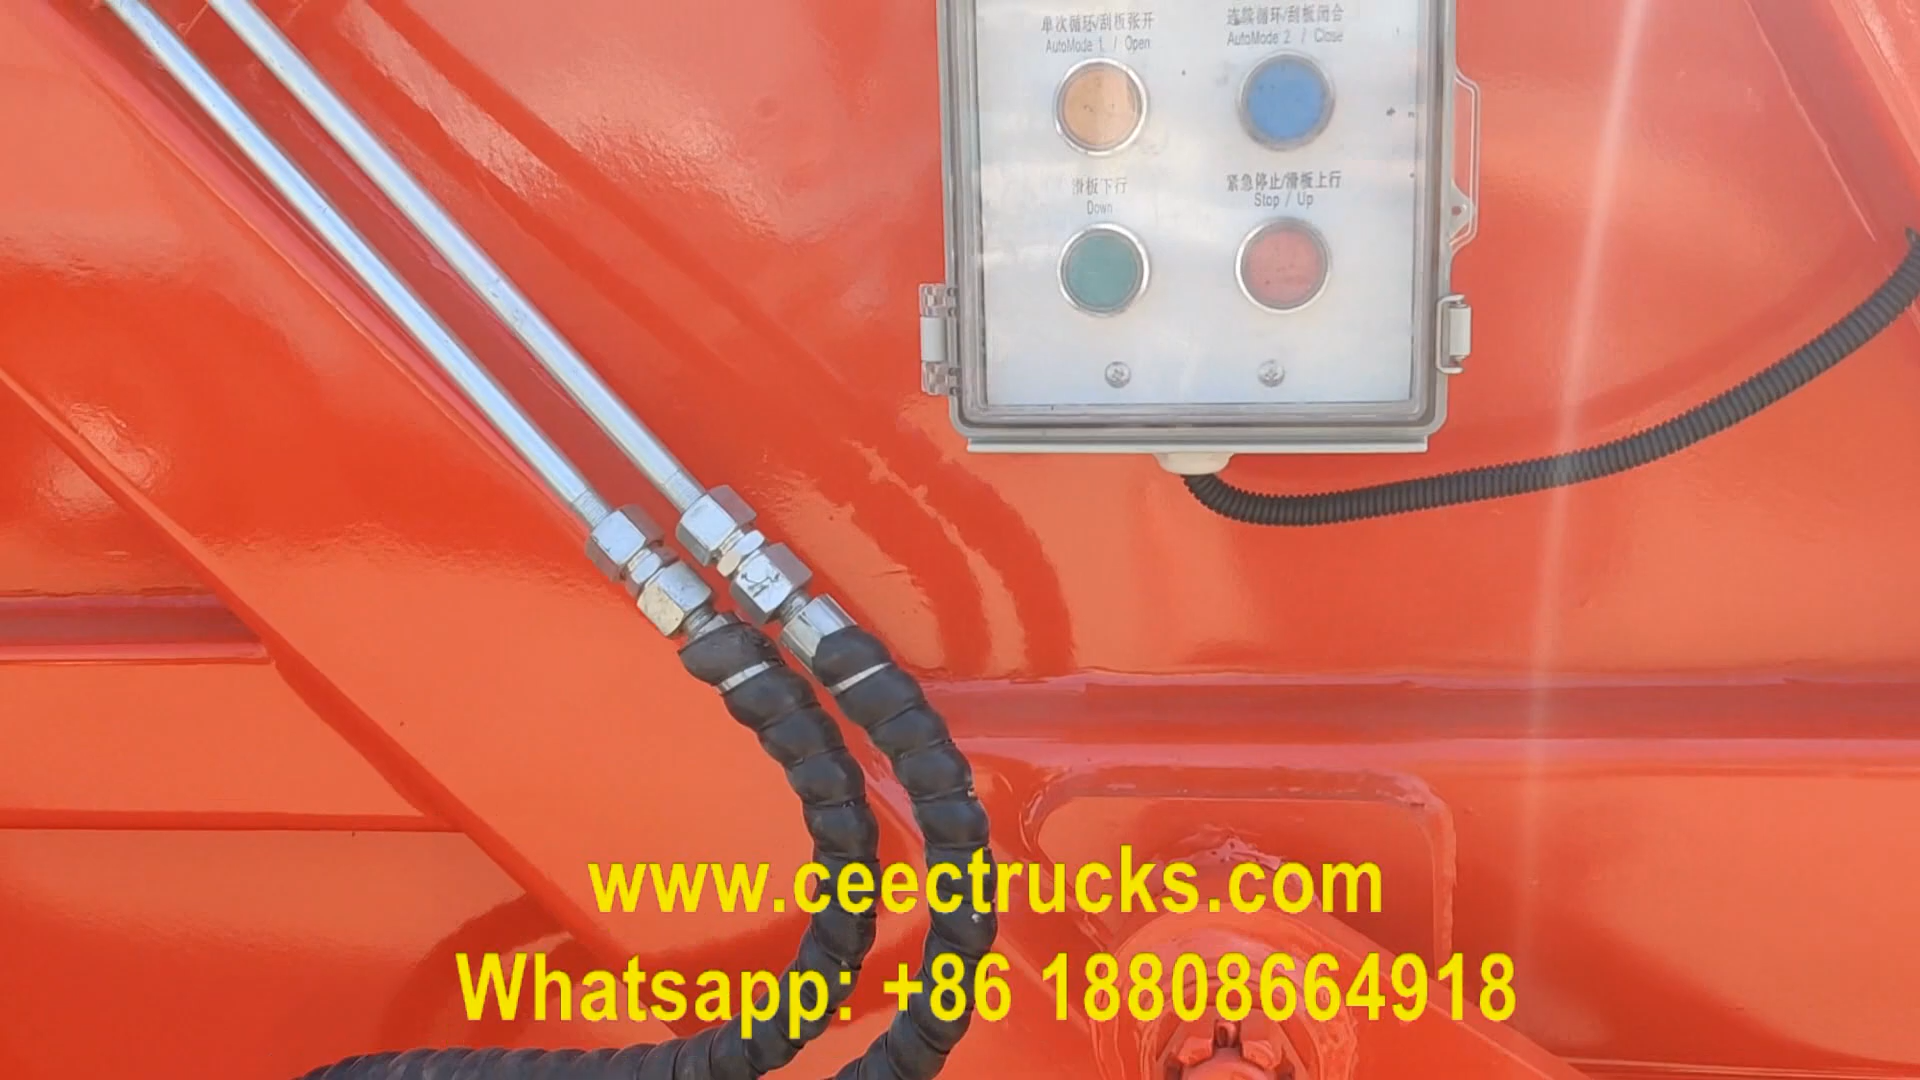 单次循环/刮板张开 连续循环/刮板闭合
AutoMode 1 / Open AutoMode 2 / Close
滑板下行 紧急停止/滑板上行
Down Stop / Up
www.ceectrucks.com
Whatsapp: +86 18808664918